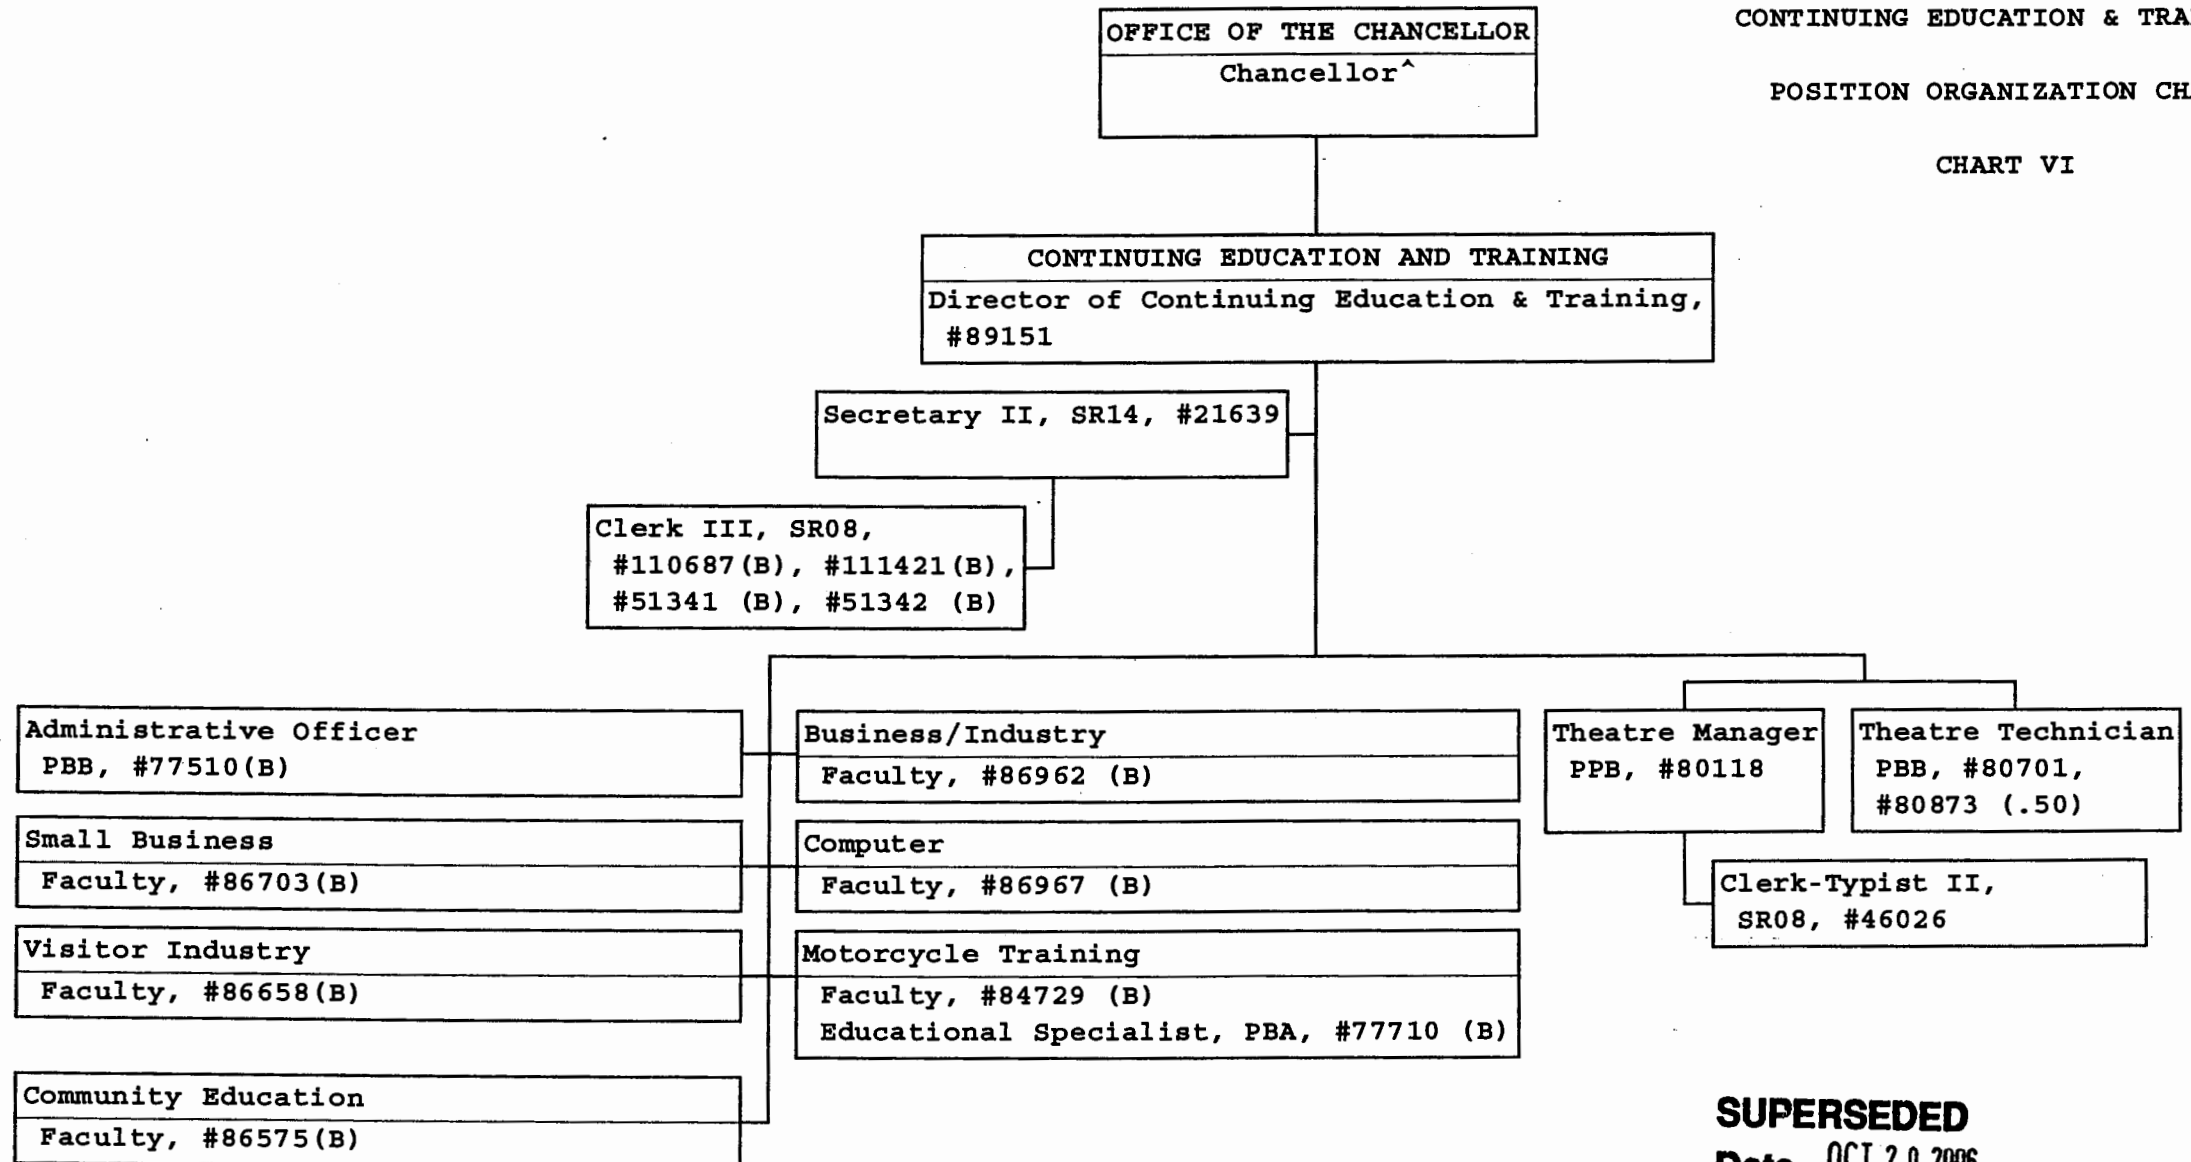 CONTINUING EDUCATION &
POSITION ORGANIZATION
CHART VI
OFFICE OF THE CHANCELLOR
Chancellor^
CONTINUING EDUCATION AND TRAINING
Director of Continuing Education & Training,
#89151
Secretary II, SR14, #21639
Clerk III, SR08,
#110687(B), #111421(B),
#51341 (B), #51342 (B)
Administrative Officer
PBB, #77510(B)
Business/Industry
Faculty, #86962 (B)
Theatre Manager
PPB, #80118
Theatre Technician
PBB, #80701,
#80873 (.50)
Small Business
Faculty, #86703(B)
Computer
Faculty, #86967 (B)
Clerk-Typist II,
SR08, #46026
Visitor Industry
Faculty, #86658(B)
Motorcycle Training
Faculty, #84729 (B)
Educational Specialist, PBA, #77710 (B)
Community Education
Faculty, #86575(B)
SUPERSEDED
Date OCT 20 2006